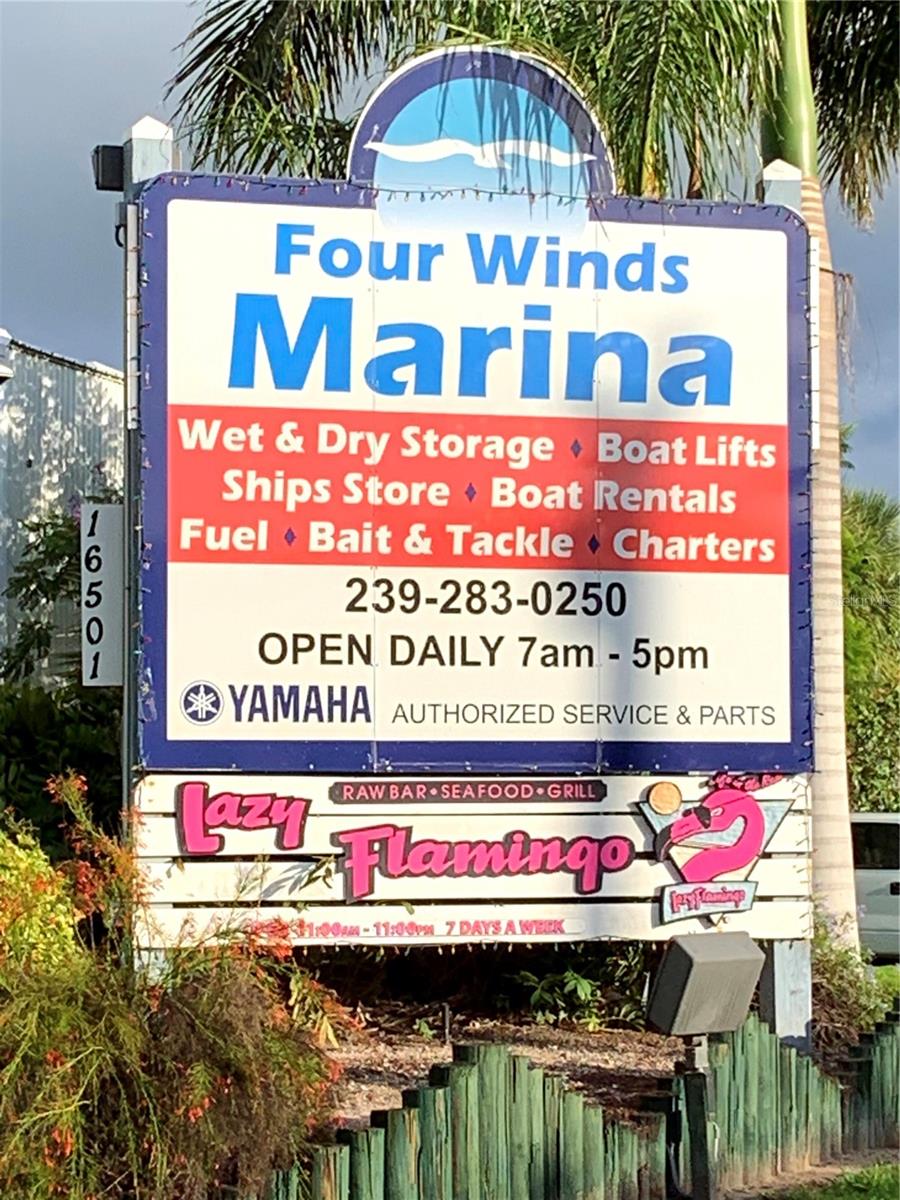 Four Winds
Marina
Wet & Dry Storage ♦ Boat Lifts
Ships Store ♦ Boat Rentals
Fuel ♦ Bait & Tackle ♦ Charters
239-283-0250
OPEN DAILY 7am - 5pm
YAMAHA AUTHORIZED SERVICE & PARTS
16501
RAW BAR • SEAFOOD • GRILL
Lazy
Flamingo
Lazy Flamingo
11:00AM - 11:00PM 7 DAYS A WEEK